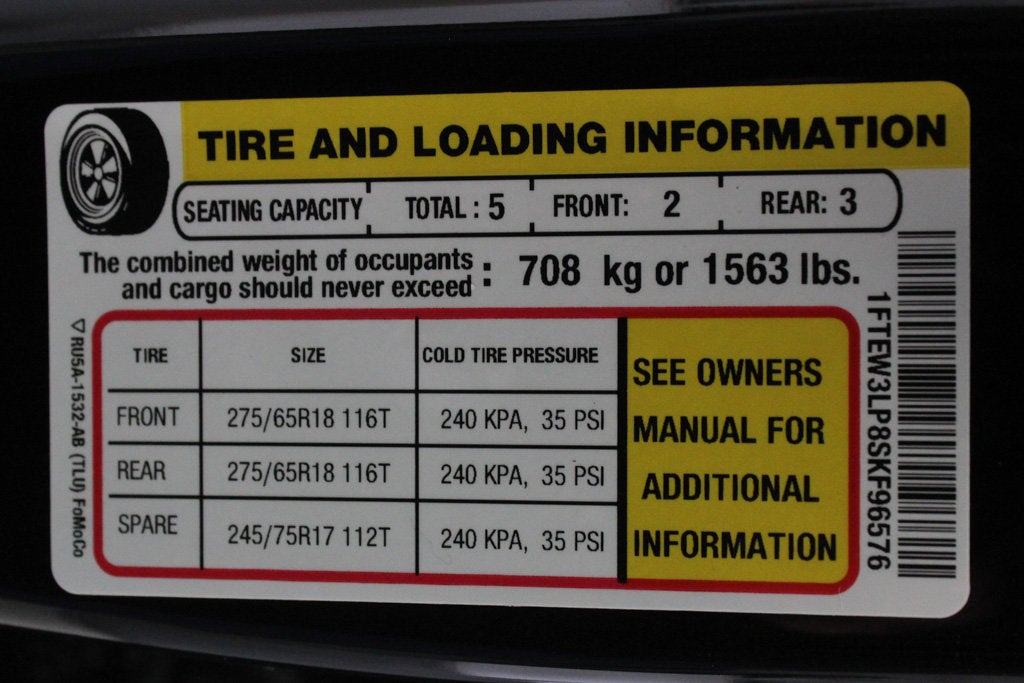 TIRE AND LOADING INFORMATION
SEATING CAPACITY TOTAL : 5 FRONT: 2 REAR: 3
The combined weight of occupants
and cargo should never exceed : 708 kg or 1563 lbs.
TIRE SIZE COLD TIRE PRESSURE
FRONT 275/65R18 116T 240 KPA, 35 PSI
REAR 275/65R18 116T 240 KPA, 35 PSI
SPARE 245/75R17 112T 240 KPA, 35 PSI
SEE OWNERS
MANUAL FOR
ADDITIONAL
INFORMATION
1FTEW3LP8SKF96576
RU5A-1532-AB (TLU) FoMoCo